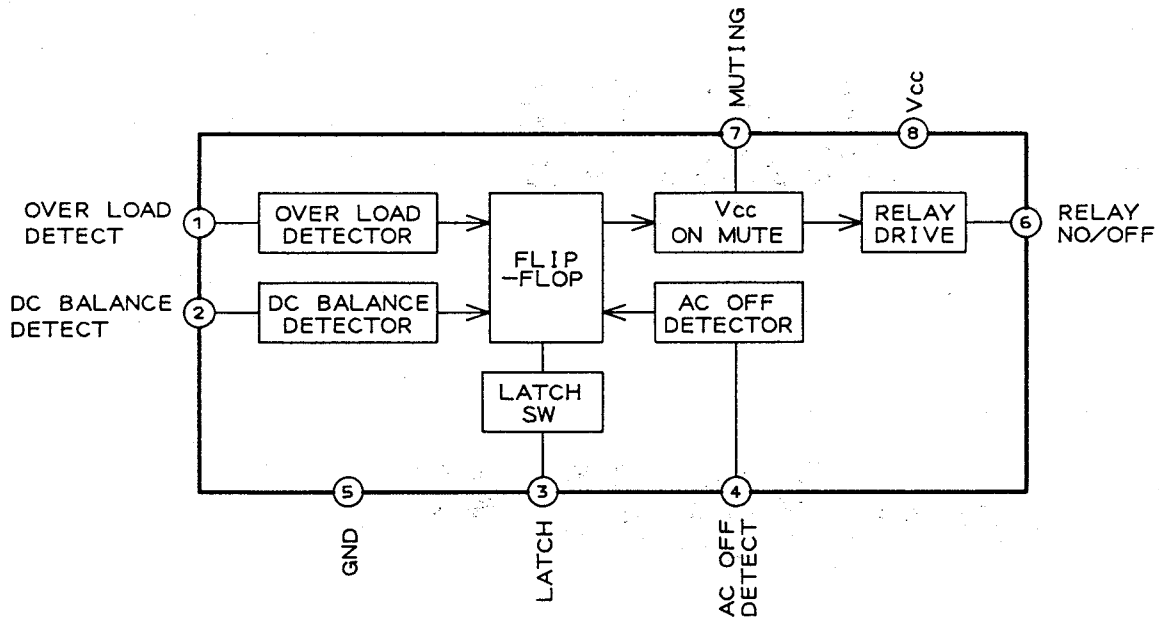 MUTING
Vcc
7
8
OVER LOAD
DETECT
1
OVER LOAD
DETECTOR
FLIP
-FLOP
Vcc
ON MUTE
RELAY
DRIVE
6
RELAY
NO/OFF
DC BALANCE
DETECT
2
DC BALANCE
DETECTOR
AC OFF
DETECTOR
LATCH
SW
5
3
4
GND
LATCH
AC OFF
DETECT